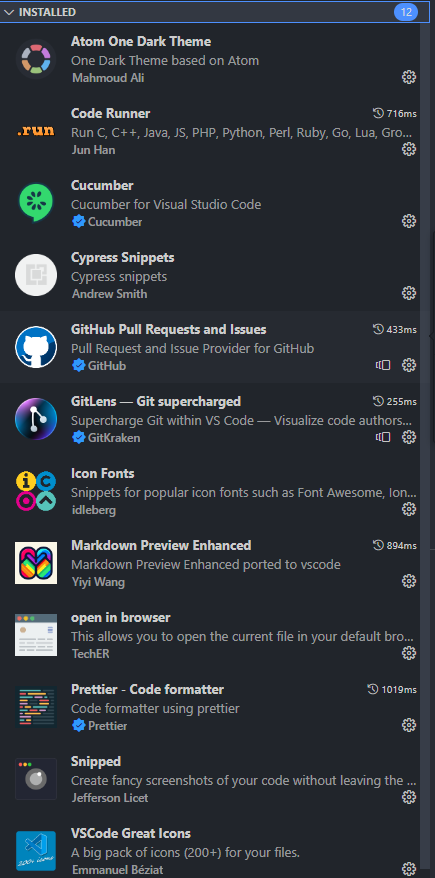 INSTALLED 12
Atom One Dark Theme
One Dark Theme based on Atom
Mahmoud Ali
Code Runner 716ms
.run
Run C, C++, Java, JS, PHP, Python, Perl, Ruby, Go, Lua, Gro...
Jun Han
Cucumber
Cucumber for Visual Studio Code
Cucumber
Cypress Snippets
Cypress snippets
Andrew Smith
GitHub Pull Requests and Issues 433ms
Pull Request and Issue Provider for GitHub
GitHub
GitLens — Git supercharged 255ms
Supercharge Git within VS Code — Visualize code authors...
GitKraken
Icon Fonts
Snippets for popular icon fonts such as Font Awesome, Ion...
idleberg
Markdown Preview Enhanced 894ms
Markdown Preview Enhanced ported to vscode
Yiyi Wang
open in browser
This allows you to open the current file in your default bro...
TechER
Prettier - Code formatter 1019ms
Code formatter using prettier
Prettier
Snipped
Create fancy screenshots of your code without leaving the ...
Jefferson Licet
VSCode Great Icons
A big pack of icons (200+) for your files.
200+ icons
Emmanuel Béziat